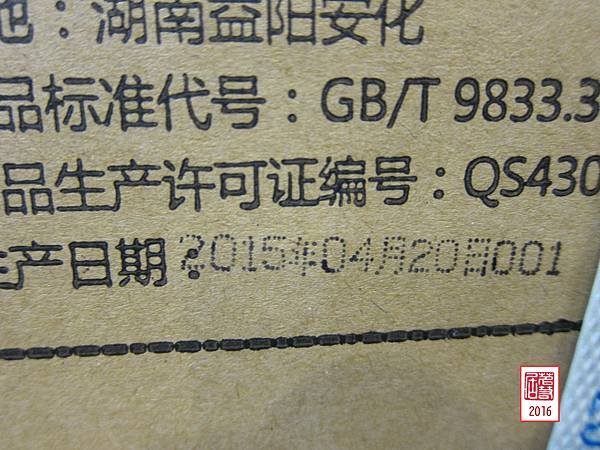 地：湖南益阳安化
品标准代号：GB/T 9833.3
品生产许可证编号：QS430
生产日期：2015年04月20日001
2016